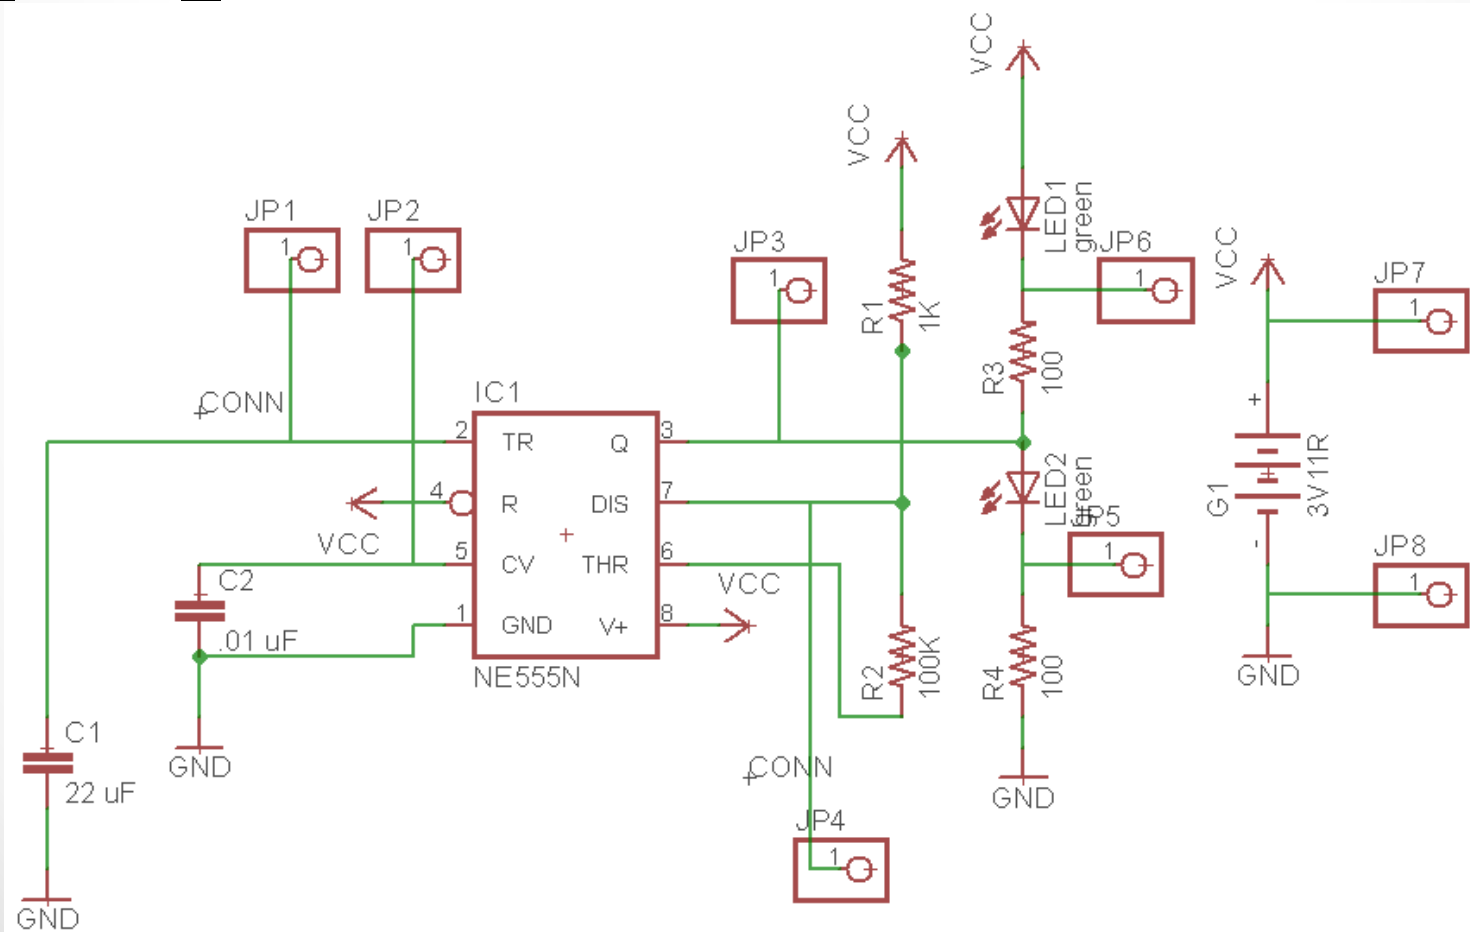 VCC
VCC
LED1
green
JP1
JP2
JP3
JP6
VCC
JP7
1
1
1
1
1
R1
1K
R3
100
CONN
IC1
+
2
TR
Q
3
LED2
green
G1
3V11R
4
R
DIS
7
JP5
VCC
5
CV
THR
6
1
-
JP8
C2
VCC
1
.01 uF
1
GND
V+
8
NE555N
R2
100K
R4
100
GND
C1
GND
CONN
22 uF
GND
JP4
1
GND